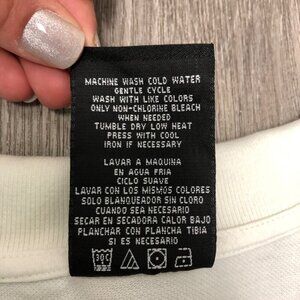 MACHINE WASH COLD WATER
GENTLE CYCLE
WASH WITH LIKE COLORS
ONLY NON-CHLORINE BLEACH
WHEN NEEDED
TUMBLE DRY LOW HEAT
PRESS WITH COOL
IRON IF NECESSARY
LAVAR A MAQUINA
EN AGUA FRIA
CICLO SUAVE
LAVAR CON LOS MISMOS COLORES
SOLO BLANQUEADOR SIN CLORO
CUANDO SEA NECESARIO
SECAR EN SECADORA CALOR BAJO
PLANCHAR CON PLANCHA TIBIA
SI ES NECESARIO
30C